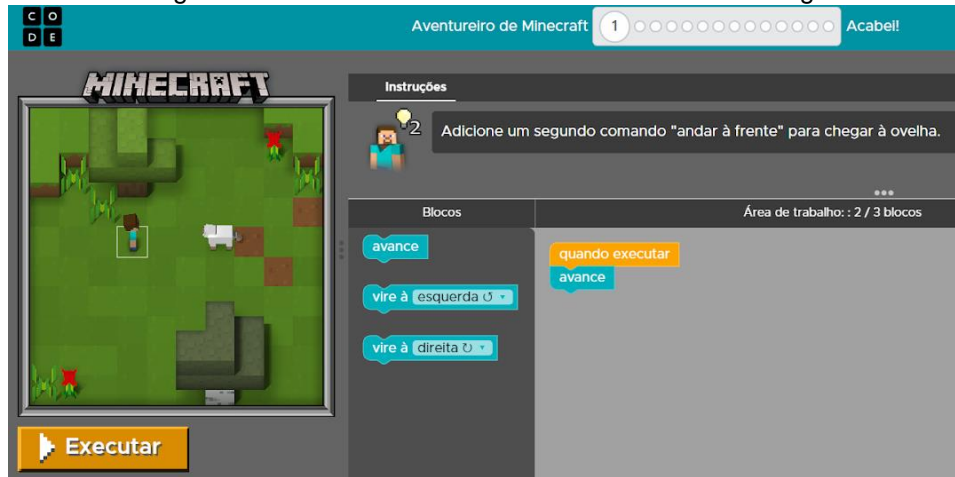 C O
D E
Aventureiro de Minecraft 1 Acabei!
MINECRAFT
Instruções
2
Adicione um segundo comando "andar à frente" para chegar à ovelha.
Blocos
Área de trabalho: : 2 / 3 blocos
avance
vire à esquerda ↺
vire à direita ↻
quando executar
avance
Executar